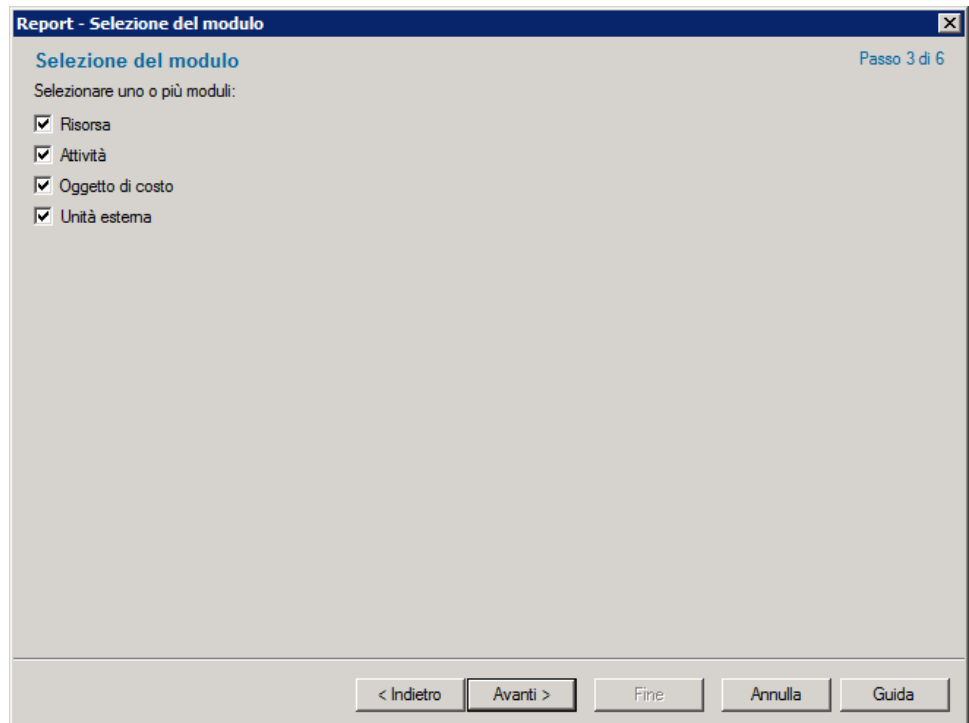 Report - Selezione del modulo
Selezione del modulo
Passo 3 di 6
Selezionare uno o più moduli:
Risorsa
Attività
Oggetto di costo
Unità esterna
< Indietro
Avanti >
Fine
Annulla
Guida